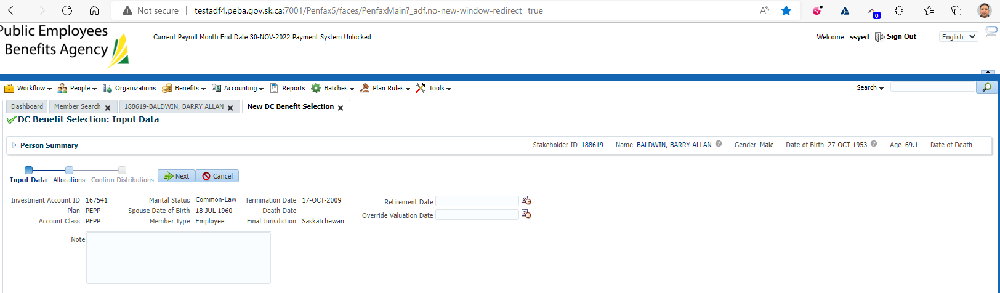 Not secure testadf4.peba.gov.sk.ca:7001/Penfax5/faces/PenfaxMain?_adf.no-new-window-redirect=true
0
Public Employees
Benefits Agency
Current Payroll Month End Date 30-NOV-2022 Payment System Unlocked
Welcome ssyed Sign Out English
Workflow People Organizations Benefits Accounting Reports Batches Plan Rules Tools Search
Dashboard Member Search 188619-BALDWIN, BARRY ALLAN New DC Benefit Selection
DC Benefit Selection: Input Data
Person Summary Stakeholder ID 188619 Name BALDWIN, BARRY ALLAN Gender Male Date of Birth 27-OCT-1953 Age 69.1 Date of Death
Input Data Allocations Confirm Distributions Next Cancel
Investment Account ID 167541 Marital Status Common-Law Termination Date 17-OCT-2009 Retirement Date
Plan PEPP Spouse Date of Birth 18-JUL-1960 Death Date Override Valuation Date
Account Class PEPP Member Type Employee Final Jurisdiction Saskatchewan
Note